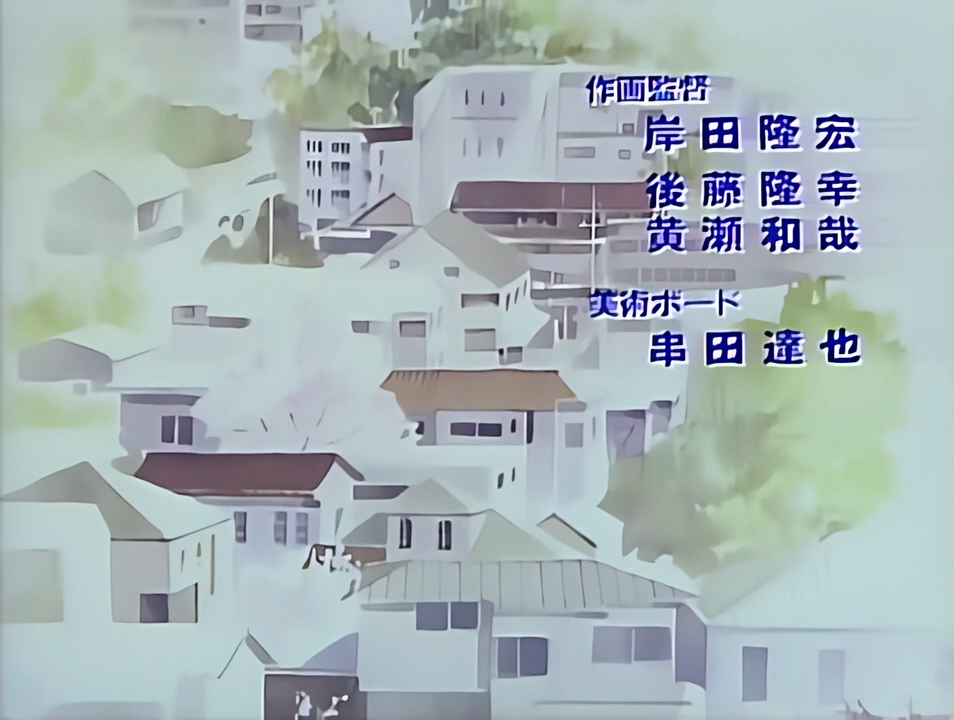 作画監督
岸田隆宏
後藤隆幸
黄瀬和哉
美術ボード
串田達也